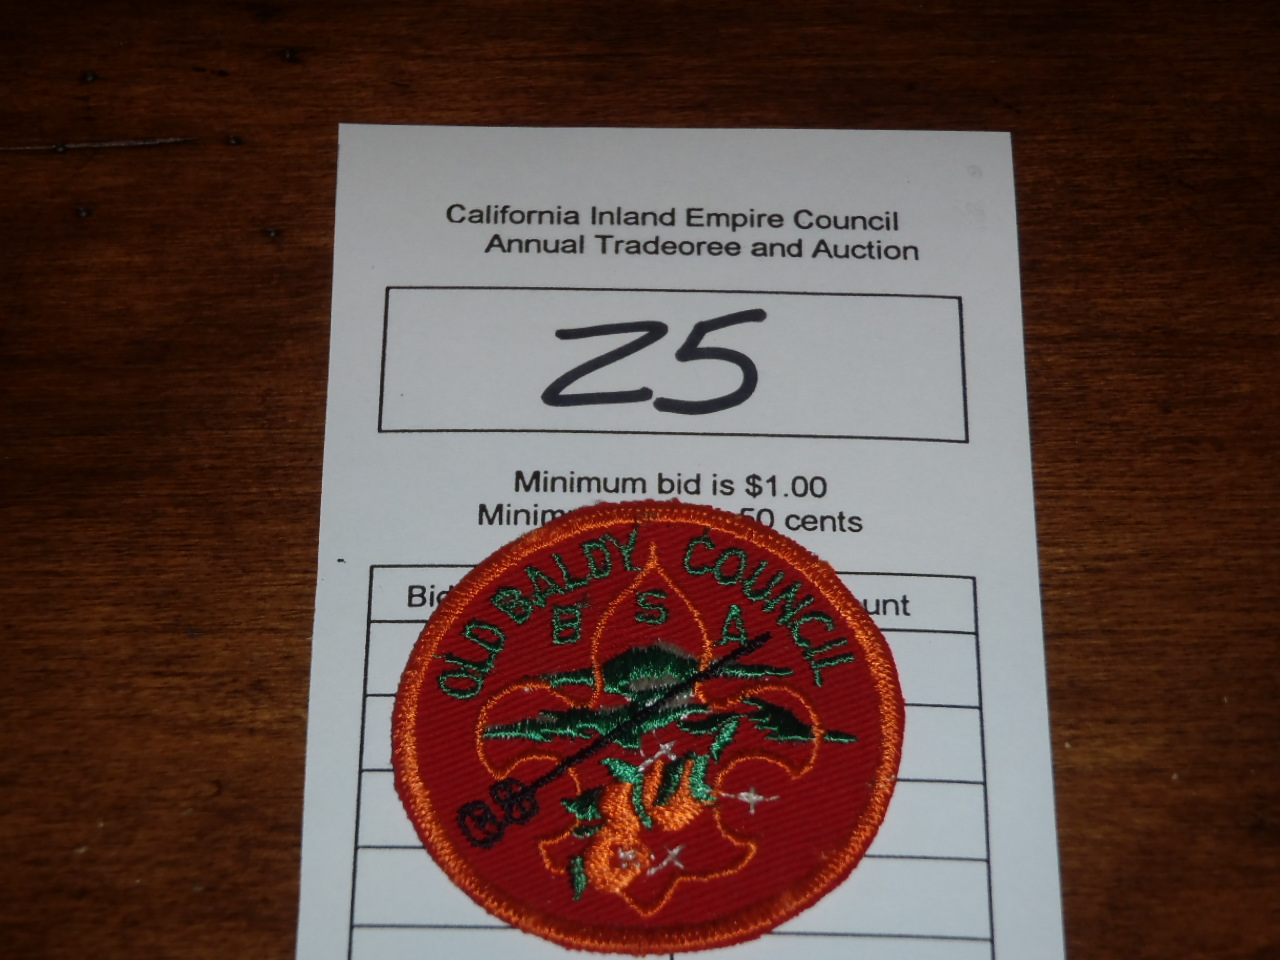 California Inland Empire Council
Annual Tradeoree and Auction
25
Minimum bid is $1.00
50 cents
OLD BALDY COUNCIL
B S A